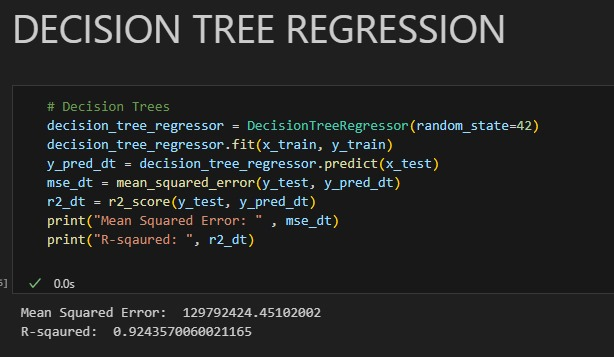 DECISION TREE REGRESSION
# Decision Trees
decision_tree_regressor = DecisionTreeRegressor(random_state=42)
decision_tree_regressor.fit(x_train, y_train)
y_pred_dt = decision_tree_regressor.predict(x_test)
mse_dt = mean_squared_error(y_test, y_pred_dt)
r2_dt = r2_score(y_test, y_pred_dt)
print("Mean Squared Error: " , mse_dt)
print("R-sqaured: ", r2_dt)
✓ 0.0s
Mean Squared Error:  129792424.45102002
R-sqaured:  0.9243570060021165